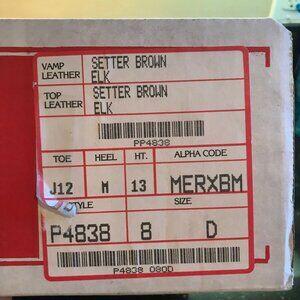 VAMP LEATHER SETTER BROWN ELK
TOP LEATHER SETTER BROWN ELK
PP4838
TOE HEEL HT. ALPHA CODE
J12 M 13 MERXBM
STYLE SIZE
P4838 8 D
P4838 080D